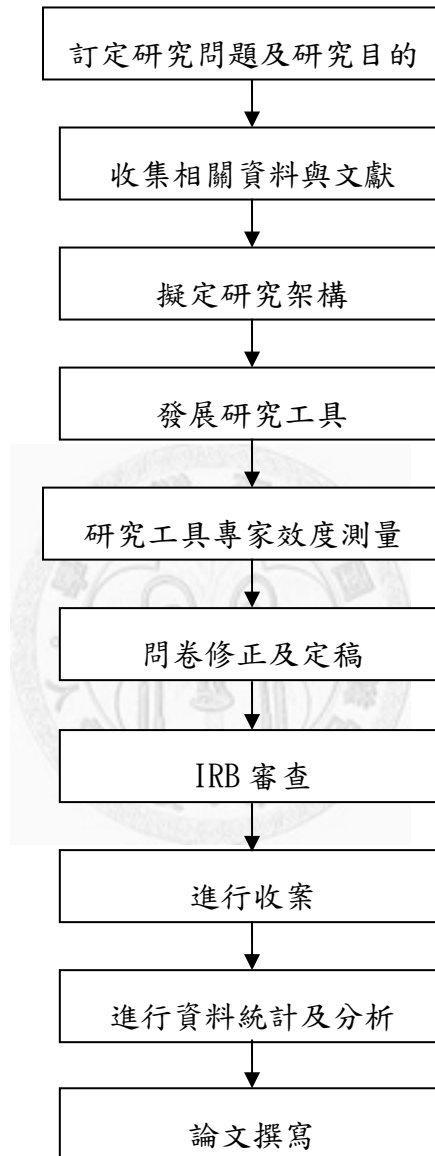 訂定研究問題及研究目的
收集相關資料與文獻
擬定研究架構
發展研究工具
研究工具專家效度測量
問卷修正及定稿
IRB 審查
進行收案
進行資料統計及分析
論文撰寫